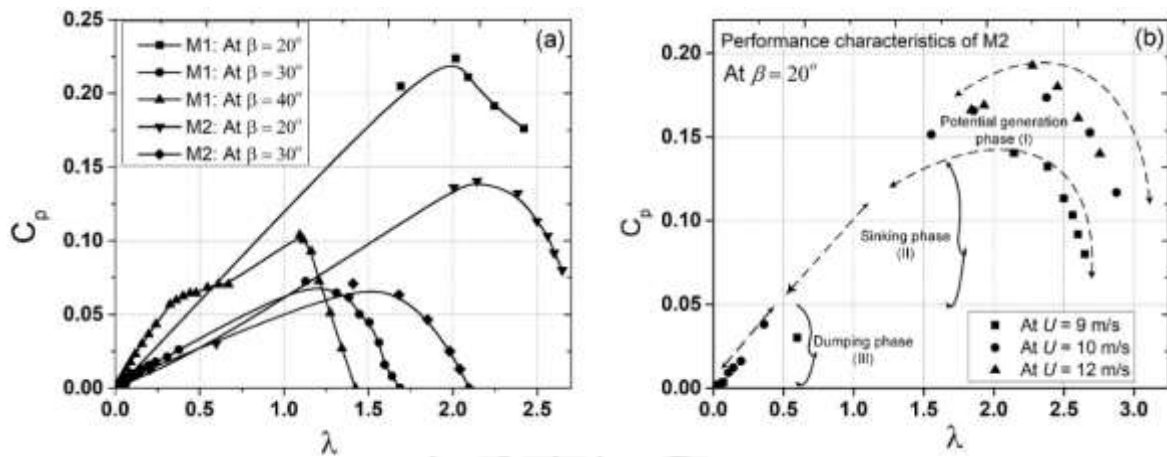 (a)
M1: At β = 20°
M1: At β = 30°
M1: At β = 40°
M2: At β = 20°
M2: At β = 30°
0.25
0.20
0.15
0.10
0.05
0.00
Cp
0.0 0.5 1.0 1.5 2.0 2.5
λ
(b)
Performance characteristics of M2
At β = 20°
Potential generation
phase (I)
Sinking phase
(II)
Dumping phase
(III)
At U = 9 m/s
At U = 10 m/s
At U = 12 m/s
0.20
0.15
0.10
0.05
0.00
Cp
0.0 0.5 1.0 1.5 2.0 2.5 3.0
λ